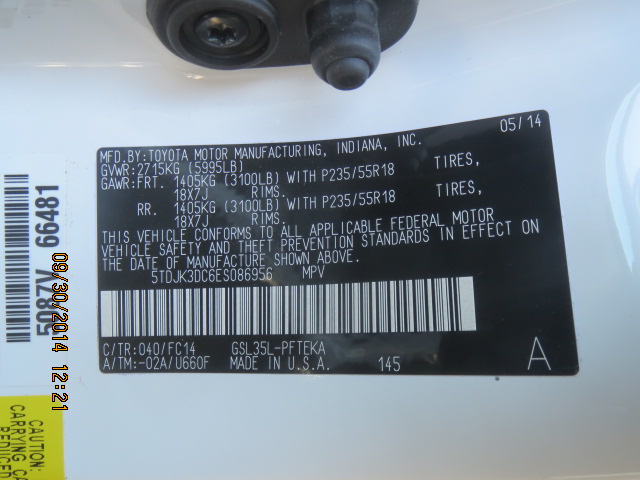 05/14
MFD.BY:TOYOTA MOTOR MANUFACTURING, INDIANA, INC.
GVWR:2715KG (5995LB)
GAWR:FRT. 1405KG (3100LB) WITH P235/55R18 TIRES,
18X7J RIMS.
RR. 1405KG (3100LB) WITH P235/55R18 TIRES,
18X7J RIMS.
THIS VEHICLE CONFORMS TO ALL APPLICABLE FEDERAL MOTOR
VEHICLE SAFETY AND THEFT PREVENTION STANDARDS IN EFFECT ON
THE DATE OF MANUFACTURE SHOWN ABOVE.
5TDJK3DC6ES086956 MPV
C/TR:040/FC14 GSL35L-PFTEKA
A/TM:-02A/U660F MADE IN U.S.A. 145
A
5087V 66481
09/30/2014 12:21
CAUTION:
CARRYING CA
REDUCED